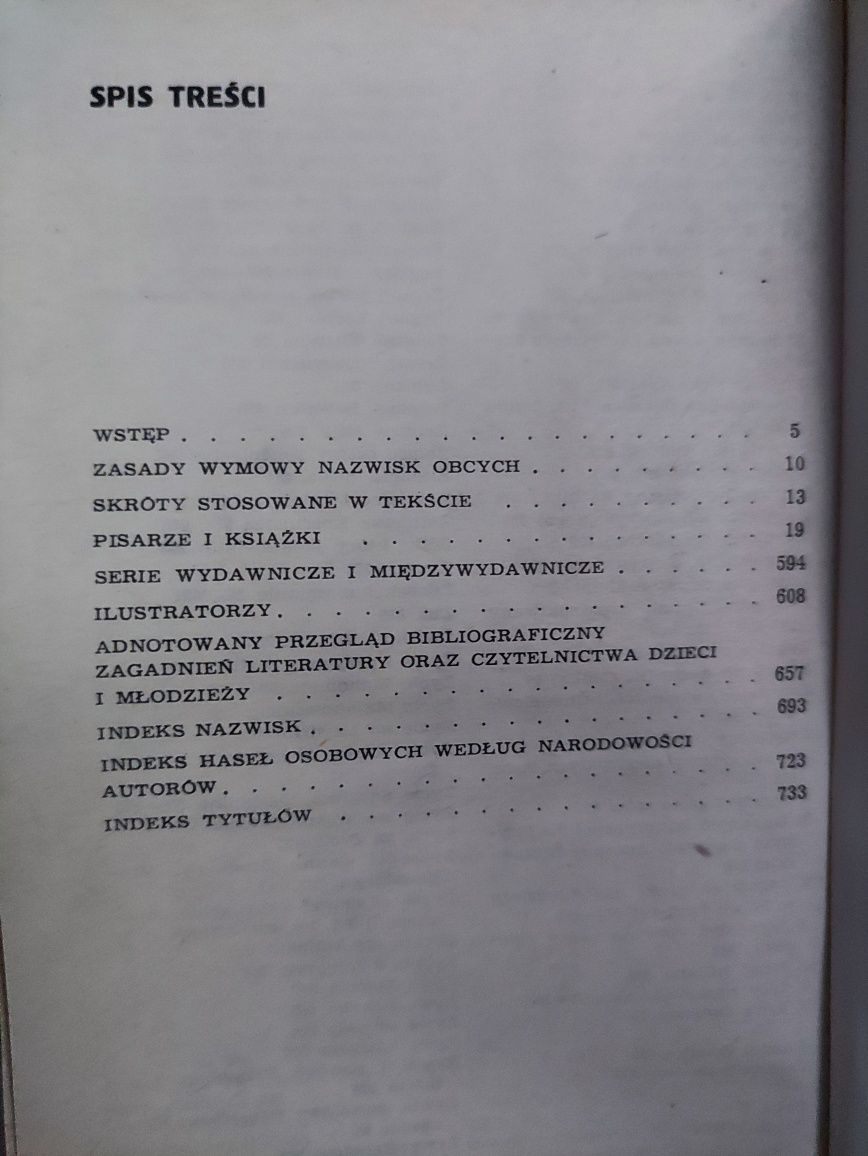 SPIS TREŚCI
WSTĘP . . . . . . . . . . . . . . . . . . . . 5
ZASADY WYMOWY NAZWISK OBCYCH . . . . . . . . 10
SKRÓTY STOSOWANE W TEKŚCIE . . . . . . . . . 13
PISARZE I KSIĄŻKI . . . . . . . . . . . . . . 19
SERIE WYDAWNICZE I MIĘDZYWYDAWNICZE . . . . . 594
ILUSTRATORZY . . . . . . . . . . . . . . . . . 608
ADNOTOWANY PRZEGLĄD BIBLIOGRAFICZNY
ZAGADNIEŃ LITERATURY ORAZ CZYTELNICTWA DZIECI
I MŁODZIEŻY . . . . . . . . . . . . . . . . . 657
INDEKS NAZWISK . . . . . . . . . . . . . . . . 693
INDEKS HASEŁ OSOBOWYCH WEDŁUG NARODOWOŚCI
AUTORÓW . . . . . . . . . . . . . . . . . . . 723
INDEKS TYTUŁÓW . . . . . . . . . . . . . . . 733